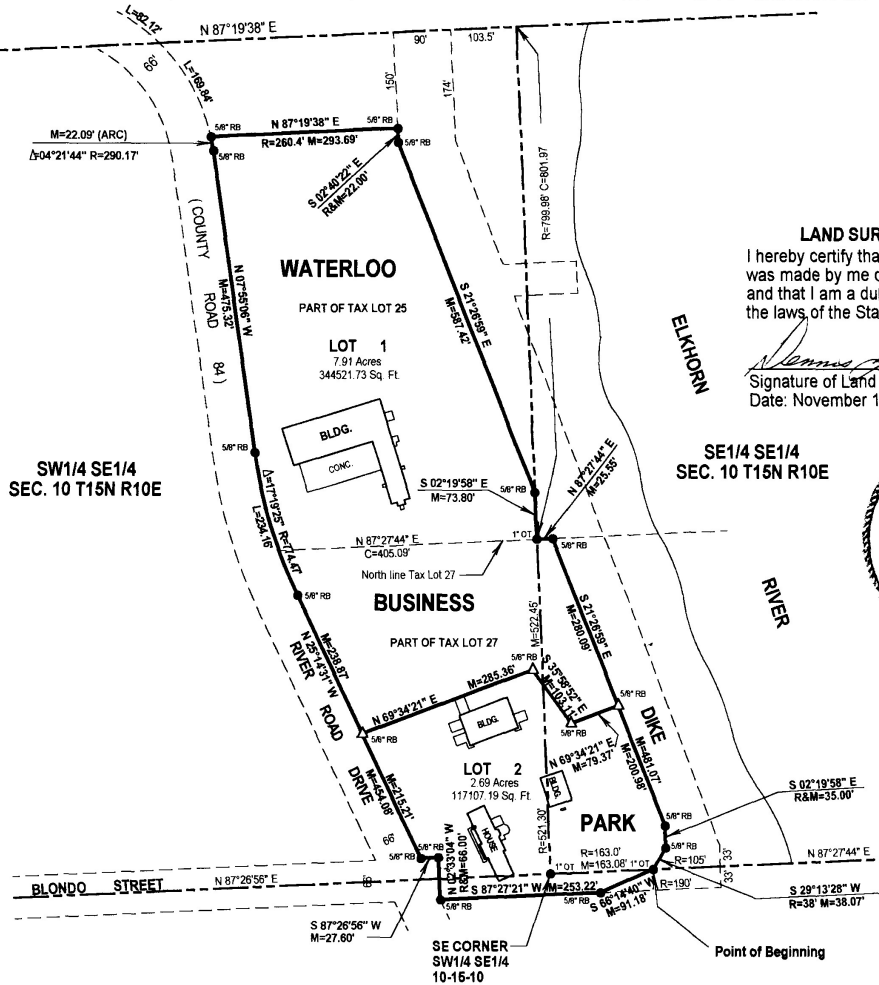 L=82.12'
N 87°19'38" E
90'
103.5'
66'
L=169.84'
150'
174'
M=22.09' (ARC)
Δ=04°21'44" R=290.17'
5/8" RB
5/8" RB
N 87°19'38" E
R=260.4' M=293.69'
5/8" RB
5/8" RB
S 02°40'22" E
R&M=22.00'
R=799.98' C=801.97
(COUNTY ROAD 84)
N 07°55'06" W
M=475.32'
WATERLOO
PART OF TAX LOT 25
LOT 1
7.91 Acres
344521.73 Sq. Ft.
S 21°26'59" E
M=587.42'
LAND SUR
I hereby certify tha
was made by me o
and that I am a du
the laws of the Sta
Signature of Land
Date: November 1
ELKHORN
BLDG.
CONC.
5/8" RB
SW1/4 SE1/4
SEC. 10 T15N R10E
SE1/4 SE1/4
SEC. 10 T15N R10E
S 02°19'58" E
M=73.80'
5/8" RB
N 87°27'44" E
M=25.55'
Δ=17°19'25" R=774.47'
L=234.16'
N 87°27'44" E
C=405.09'
1" OT
5/8" RB
North line Tax Lot 27
5/8" RB
BUSINESS
PART OF TAX LOT 27
RIVER
M=522.45'
S 21°26'59" E
M=280.09'
M=238.87'
N 25°14'31" W
RIVER ROAD DRIVE
5/8" RB
S 35°56'52" E
M=103.11'
N 69°34'21" E
M=285.36'
5/8" RB
5/8" RB
BLDG.
DIKE
N 69°34'21" E
M=79.37'
LOT 2
2.69 Acres
117107.19 Sq. Ft.
BLDG.
M=481.07'
M=200.98'
M=215.21'
M=454.08'
S 02°19'58" E
R&M=35.00'
HOUSE
PARK
R=521.30'
5/8" RB
66'
5/8" RB
N 02°33'04" W
R&M=66.00'
R=163.0'
M=163.08'
1" OT
1" OT
5/8" RB
R=105'
33'
33'
N 87°27'44" E
BLONDO STREET
N 87°26'56" E
66'
S 87°27'21" W M=253.22'
5/8" RB
5/8" RB
S 66°14'40" W
M=91.18'
R=190'
S 29°13'28" W
R=38' M=38.07'
S 87°26'56" W
M=27.60'
SE CORNER
SW1/4 SE1/4
10-15-10
Point of Beginning